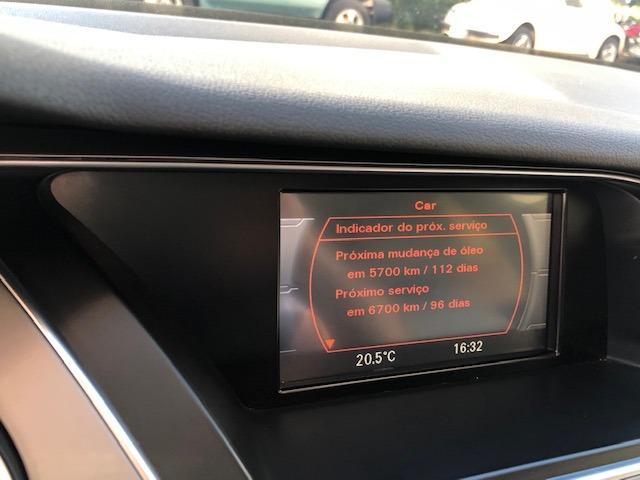 Car
Indicador do próx. serviço
Próxima mudança de óleo
em 5700 km / 112 dias
Próximo serviço
em 6700 km / 96 dias
20.5°C
16:32